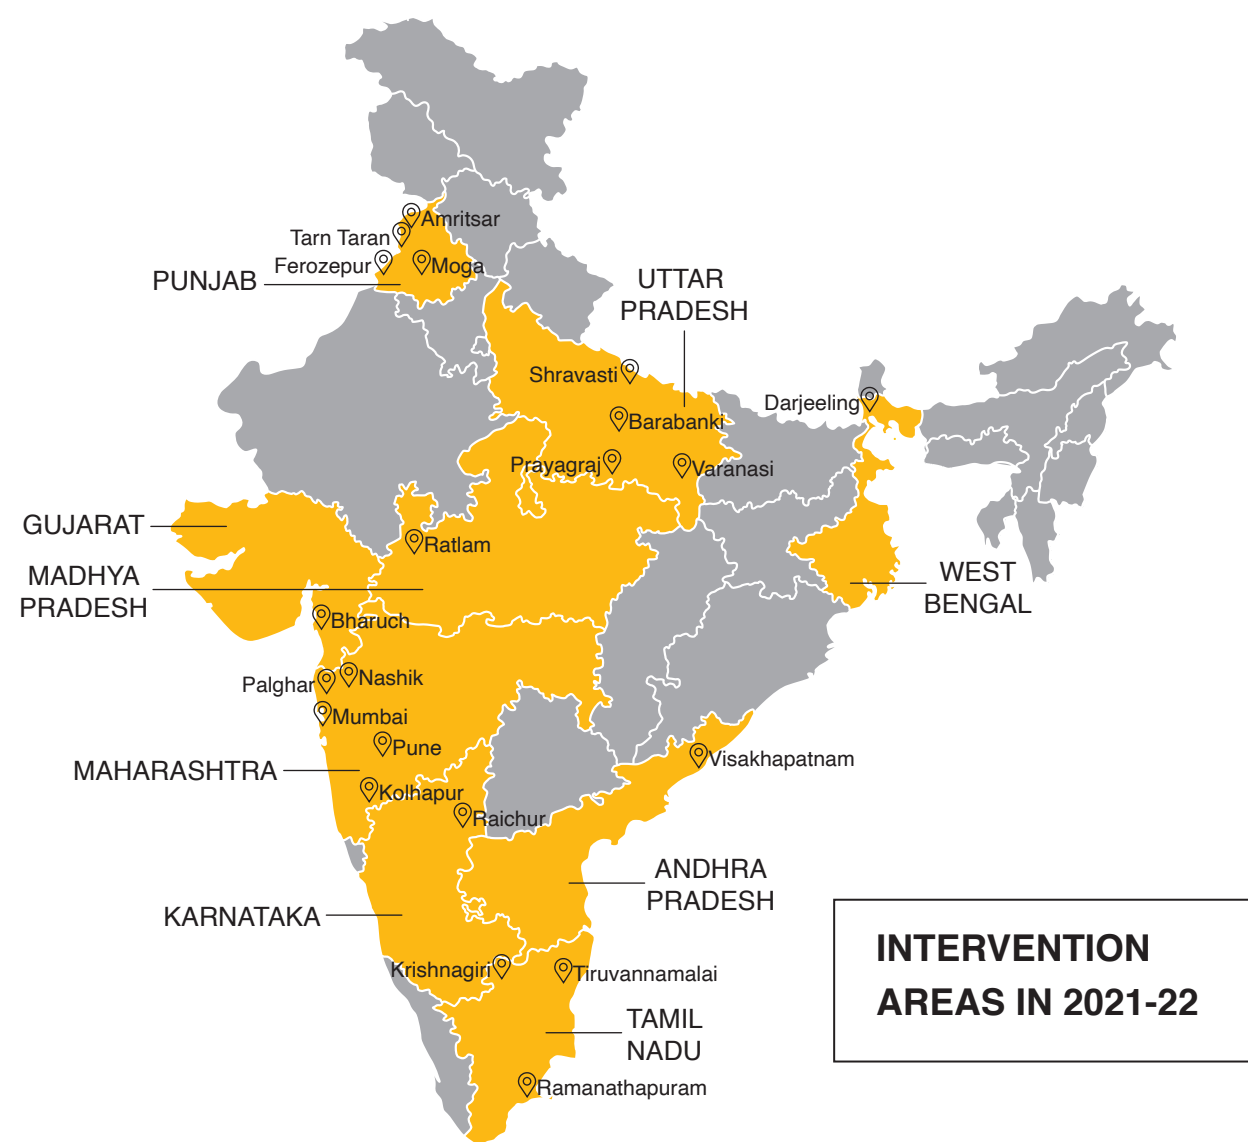 Amritsar
Tarn Taran
Ferozepur
Moga
PUNJAB
UTTAR
PRADESH
Shravasti
Darjeeling
Barabanki
Prayagraj
Varanasi
GUJARAT
Ratlam
MADHYA
PRADESH
WEST
BENGAL
Bharuch
Nashik
Palghar
Mumbai
Pune
Visakhapatnam
MAHARASHTRA
Kolhapur
Raichur
ANDHRA
PRADESH
KARNATAKA
INTERVENTION
AREAS IN 2021-22
Krishnagiri
Tiruvannamalai
TAMIL
NADU
Ramanathapuram